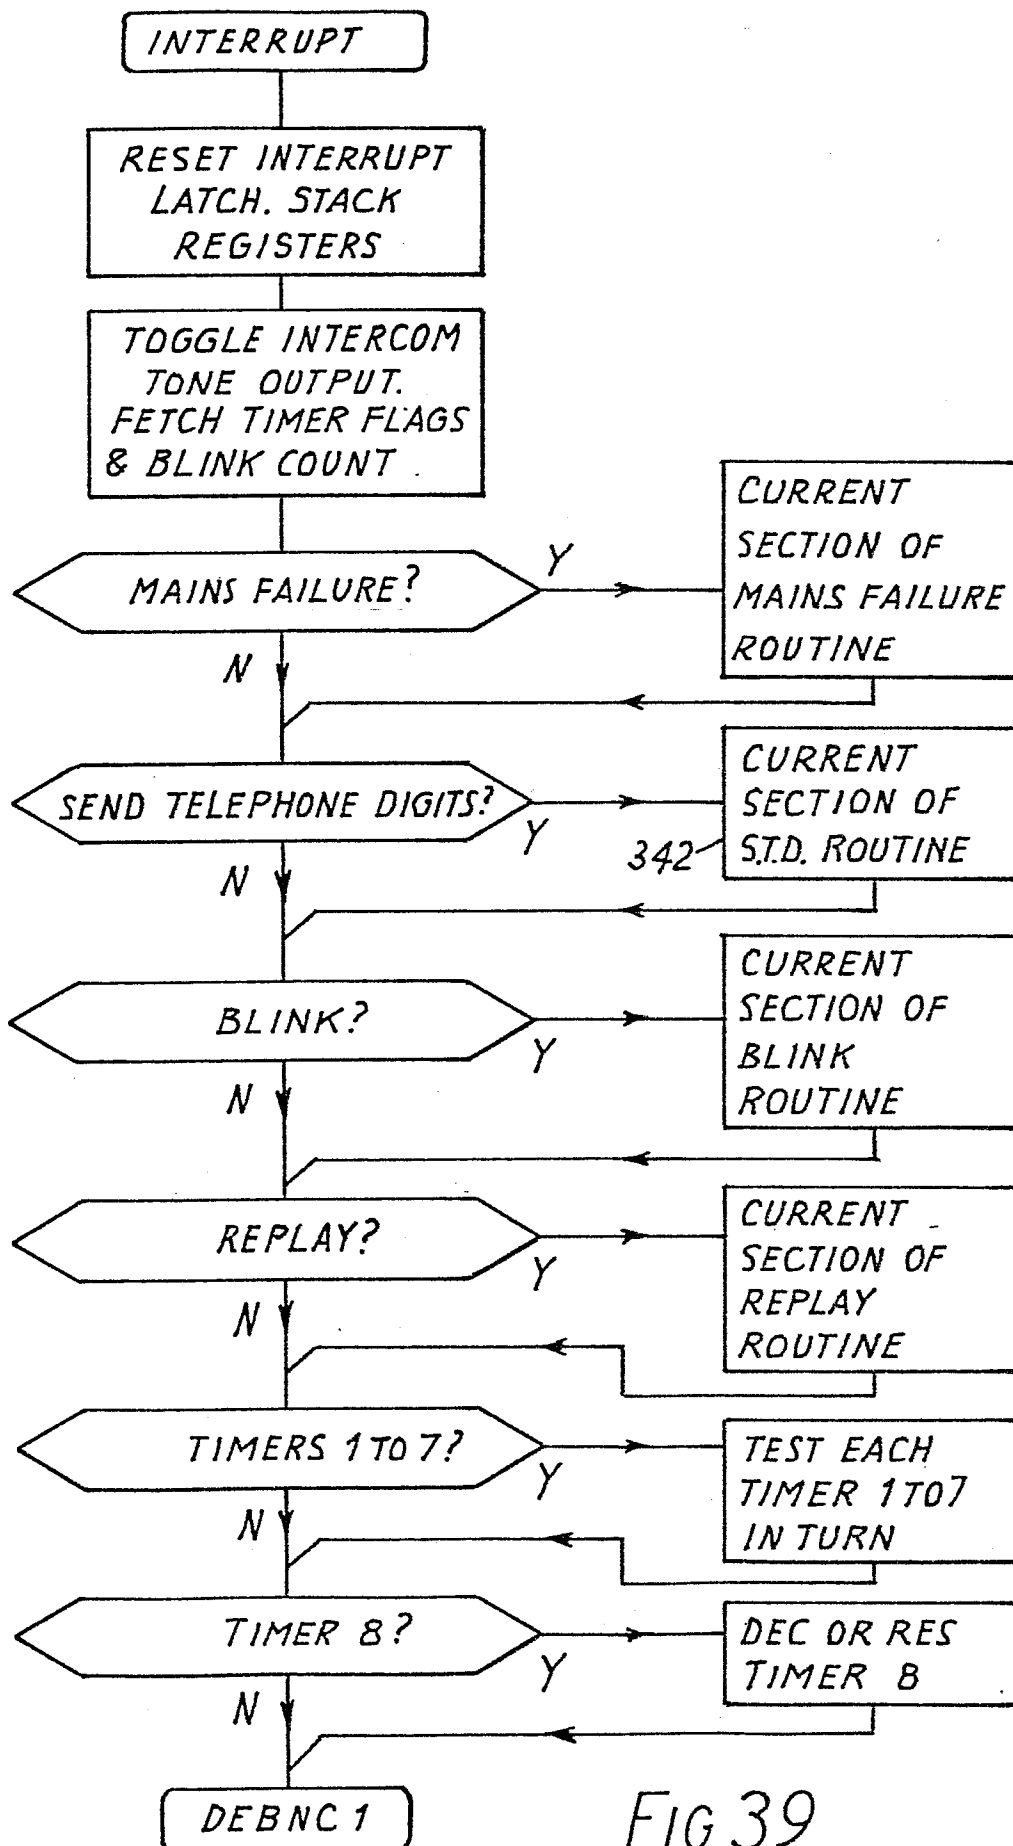 INTERRUPT
RESET INTERRUPT
LATCH. STACK
REGISTERS
TOGGLE INTERCOM
TONE OUTPUT.
FETCH TIMER FLAGS
& BLINK COUNT.
MAINS FAILURE?
Y
N
CURRENT
SECTION OF
MAINS FAILURE
ROUTINE
SEND TELEPHONE DIGITS?
Y
N
342
CURRENT
SECTION OF
S.T.D. ROUTINE
BLINK?
Y
N
CURRENT
SECTION OF
BLINK
ROUTINE
REPLAY?
Y
N
CURRENT
SECTION OF
REPLAY
ROUTINE
TIMERS 1 TO 7?
Y
N
TEST EACH
TIMER 1 TO 7
IN TURN
TIMER 8?
Y
N
DEC OR RES
TIMER 8
DEBNC 1
FIG 39